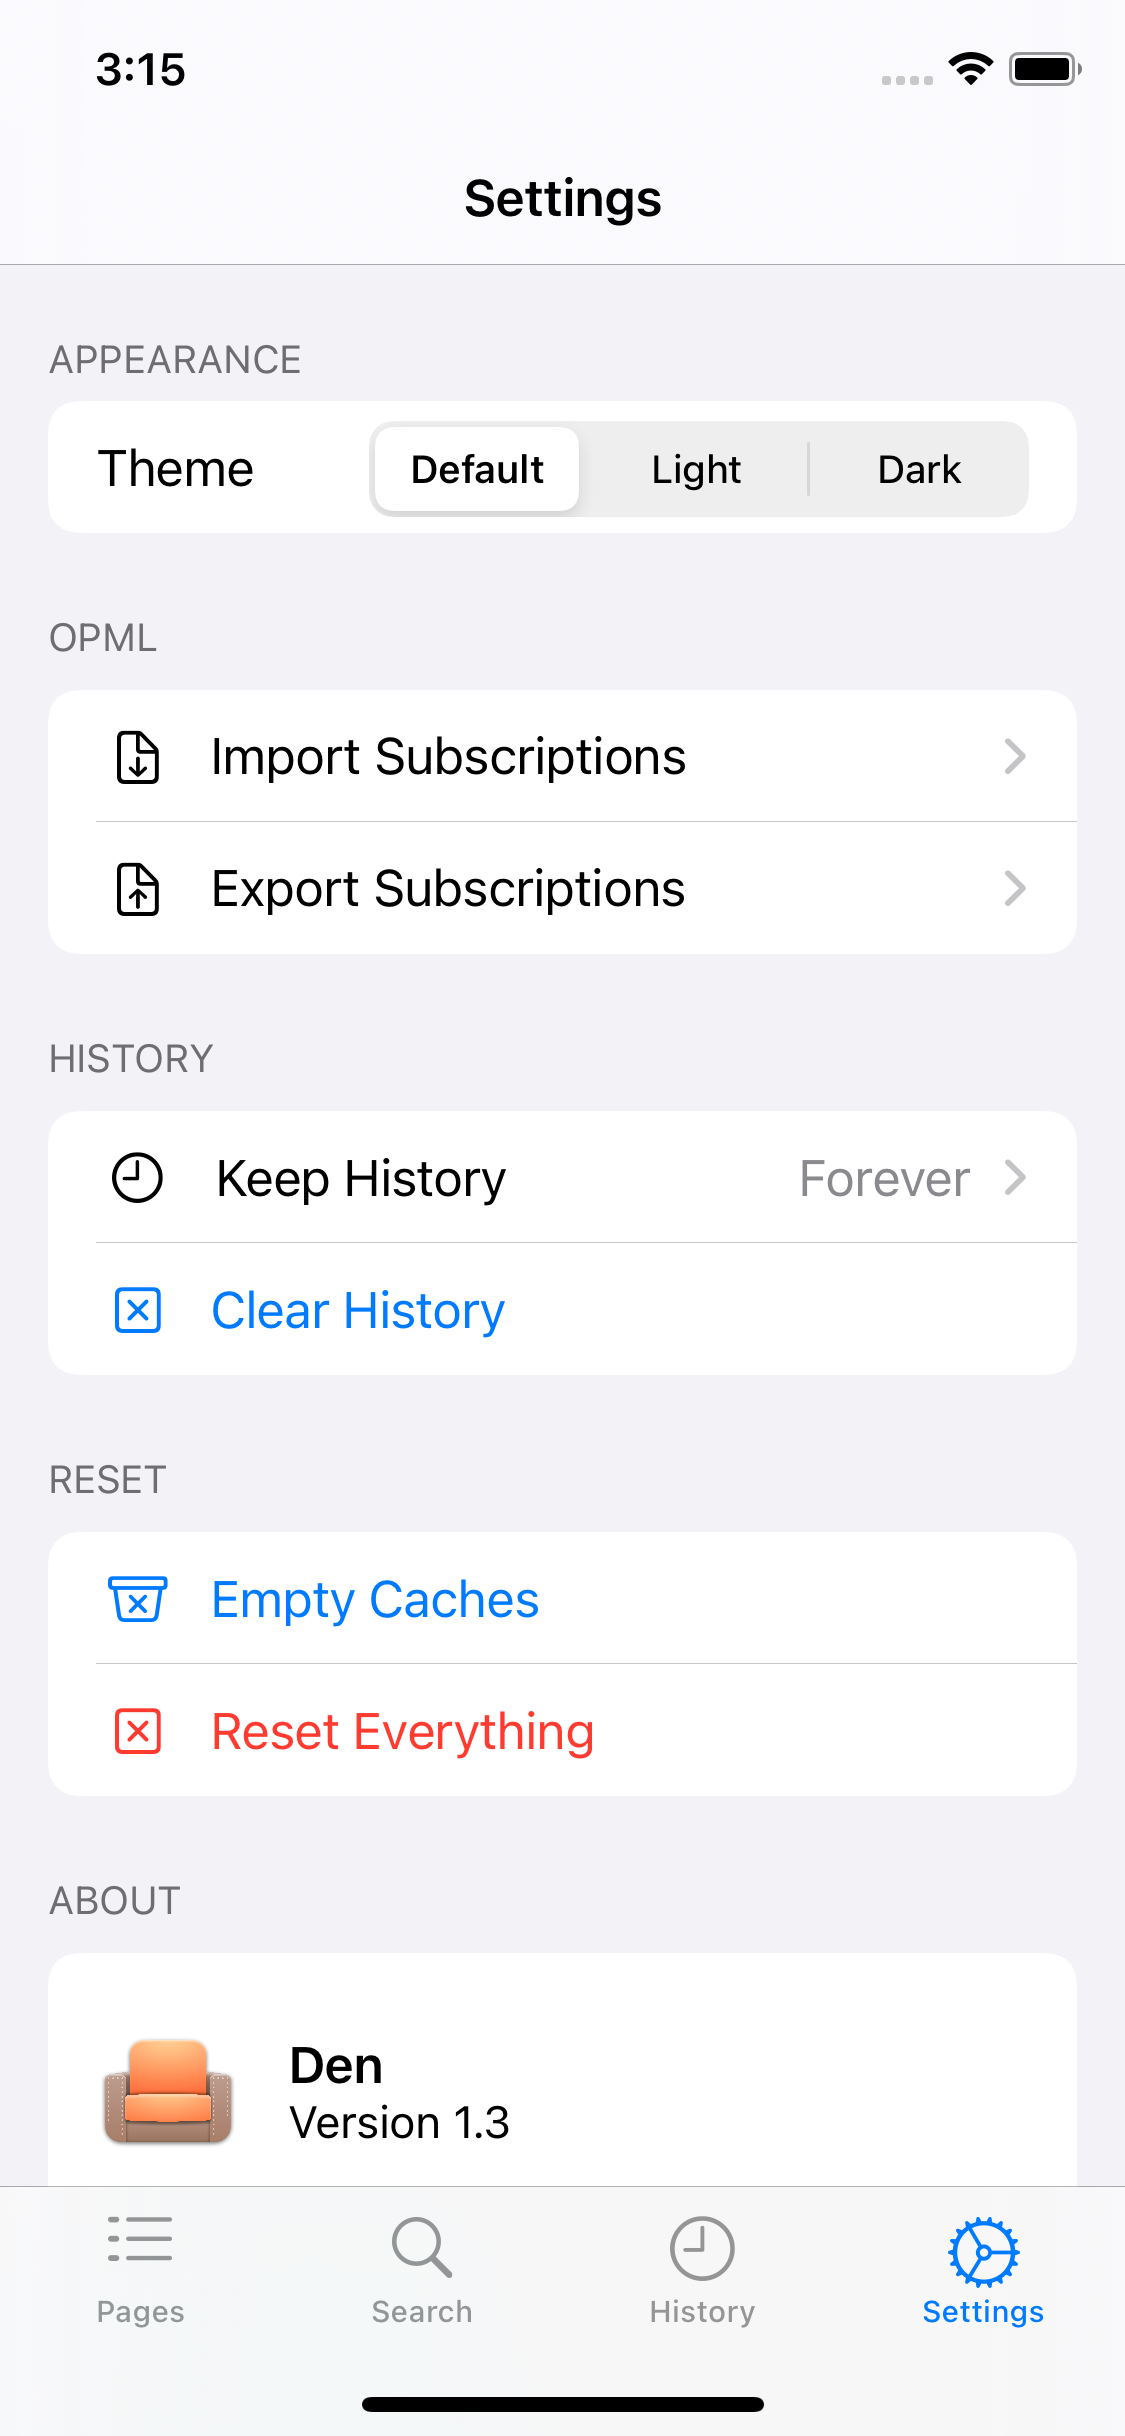 3:15
Settings
APPEARANCE
Theme Default Light Dark
OPML
Import Subscriptions
Export Subscriptions
HISTORY
Keep History Forever
Clear History
RESET
Empty Caches
Reset Everything
ABOUT
Den
Version 1.3
Pages Search History Settings